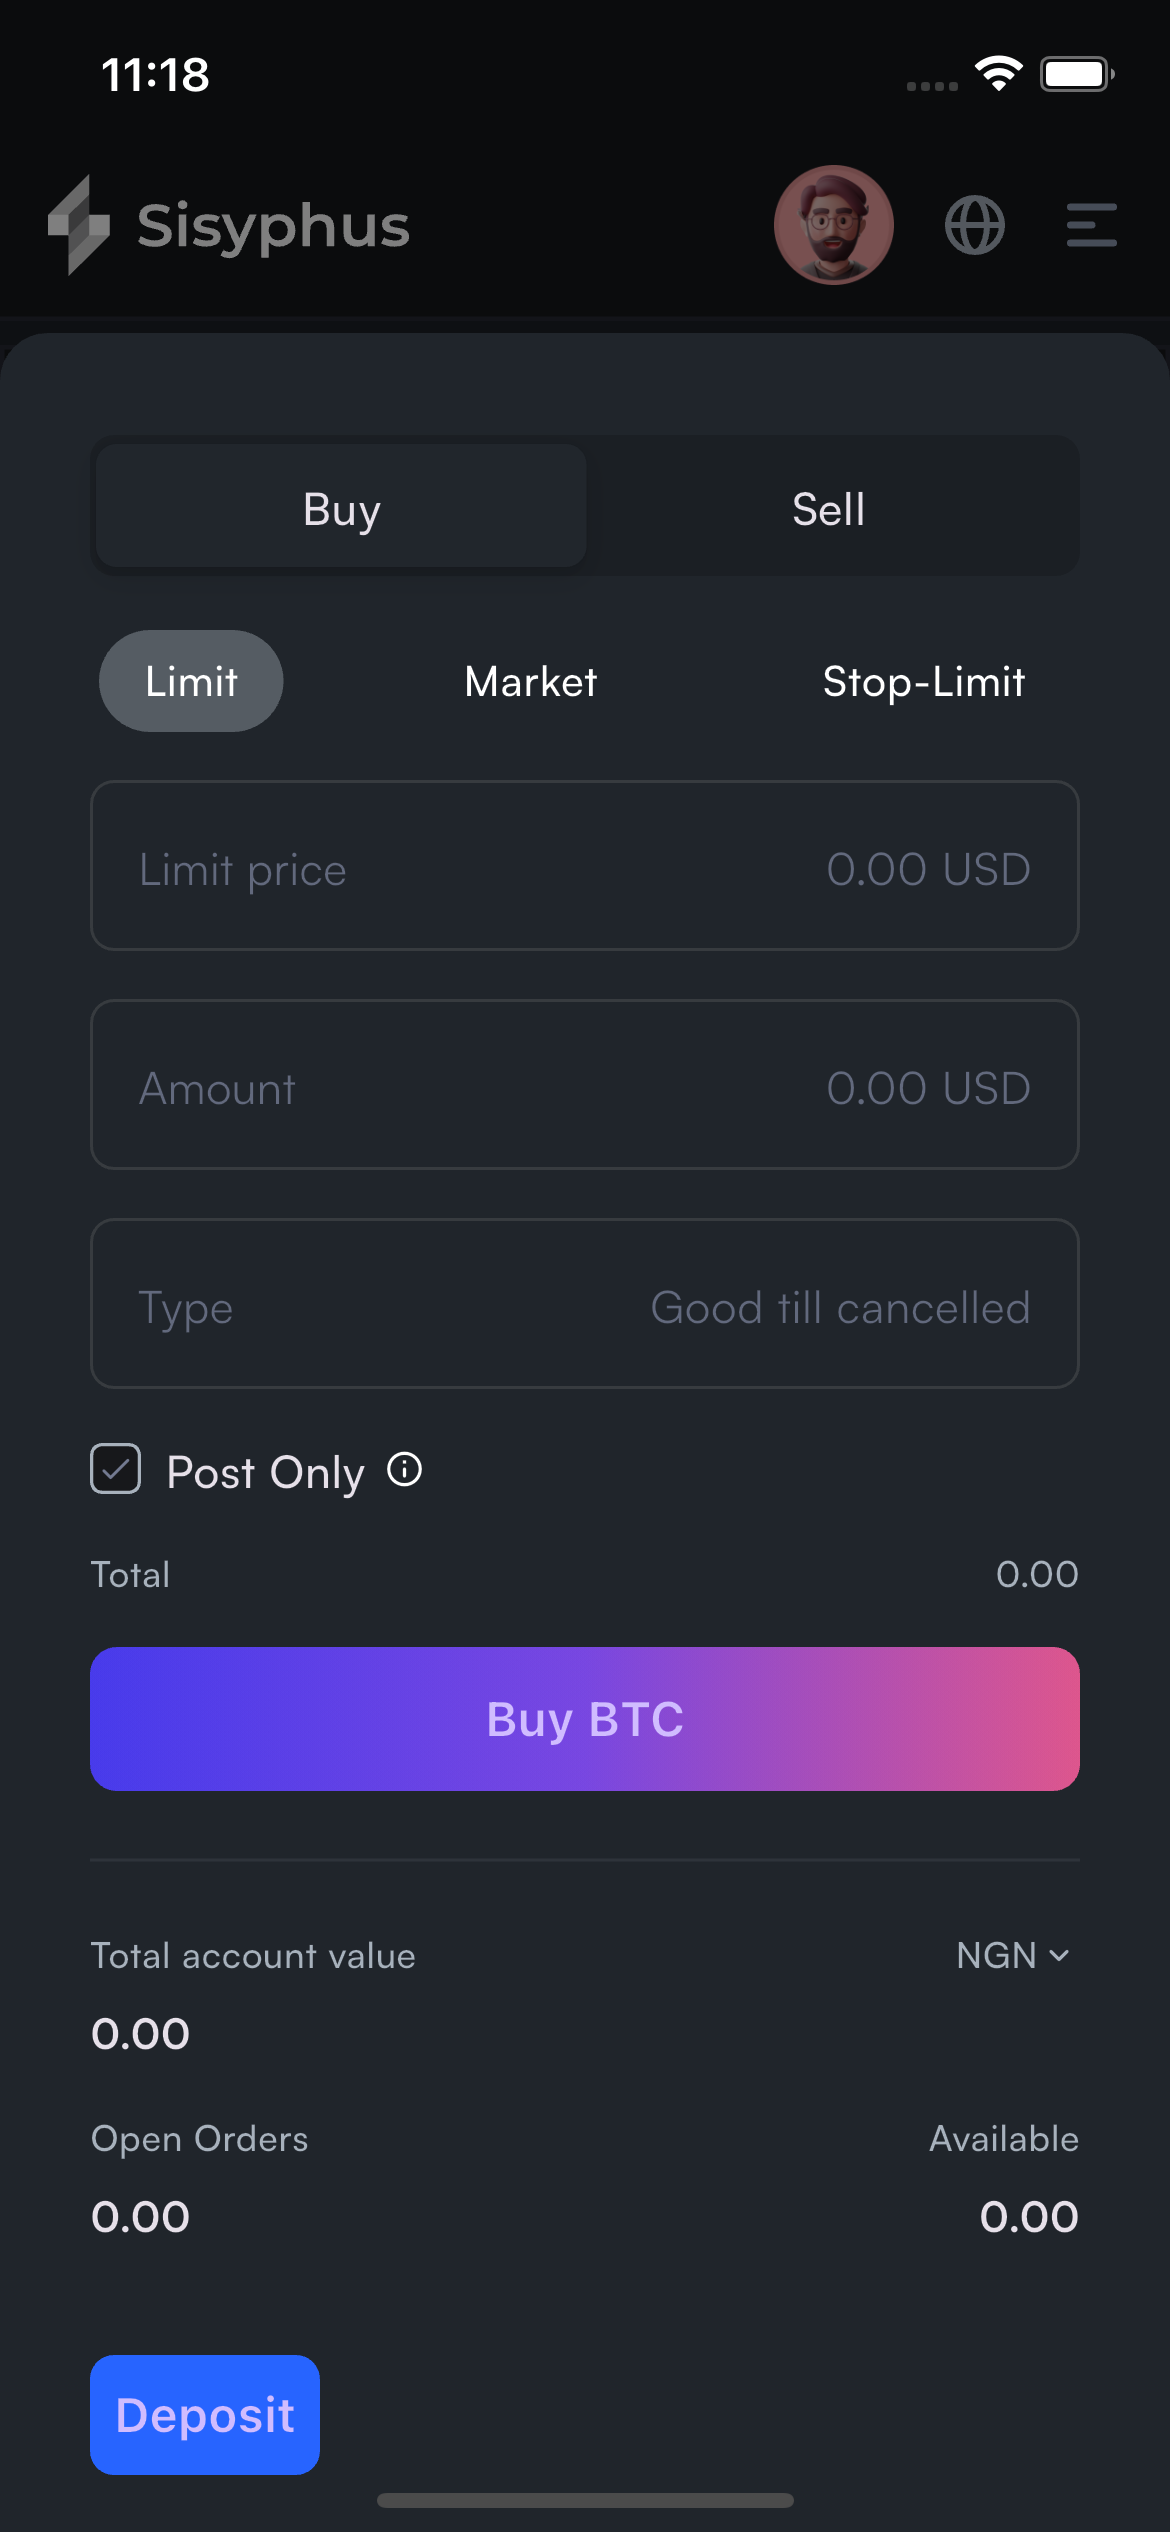 11:18
Sisyphus
Buy Sell
Limit Market Stop-Limit
Limit price 0.00 USD
Amount 0.00 USD
Type Good till cancelled
Post Only
Total 0.00
Buy BTC
Total account value NGN
0.00
Open Orders Available
0.00 0.00
Deposit